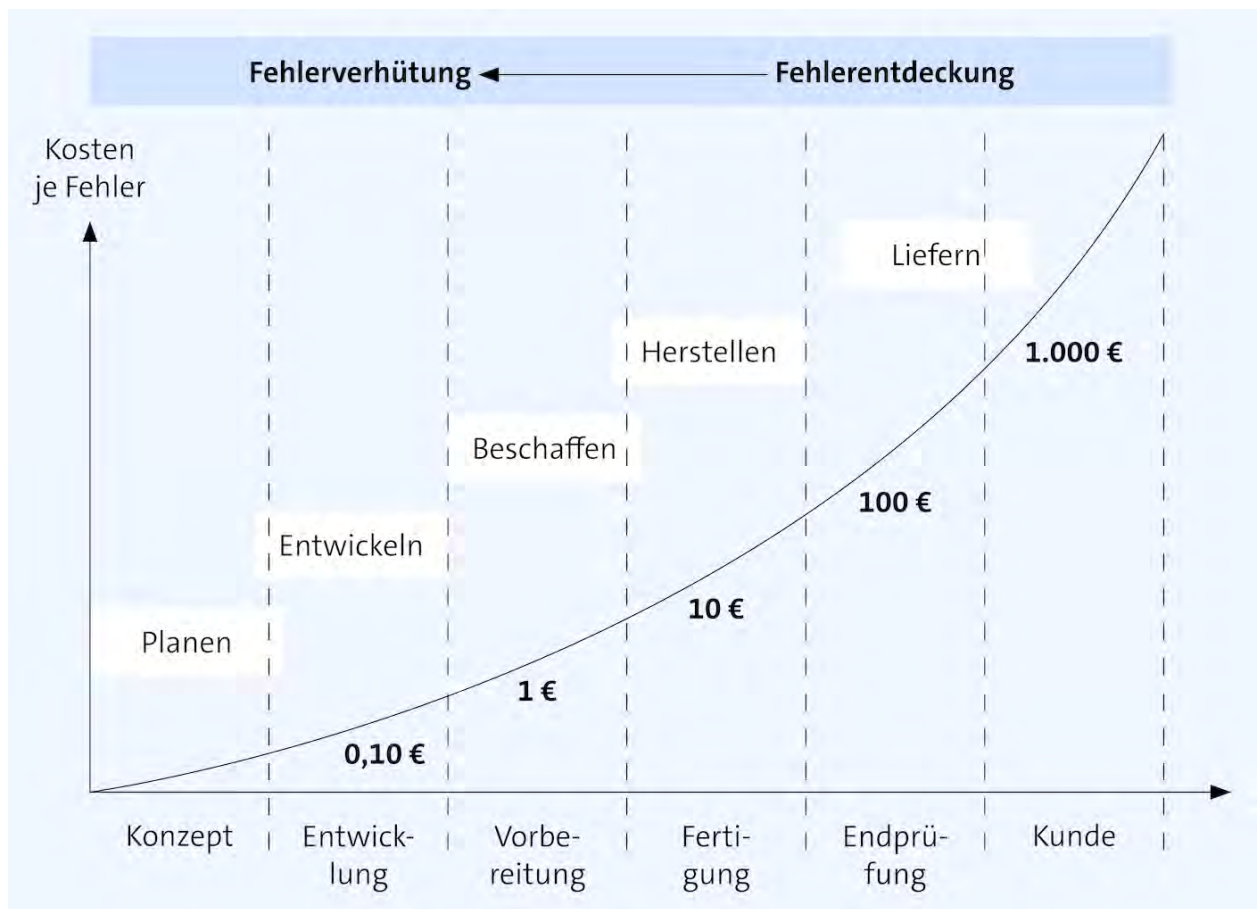 Fehlerverhütung Fehlerentdeckung
Kosten
je Fehler
Liefern
Herstellen
1.000 €
Beschaffen
100 €
Entwickeln
10 €
Planen
1 €
0,10 €
Konzept
Entwick-
lung
Vorbe-
reitung
Ferti-
gung
Endprü-
fung
Kunde